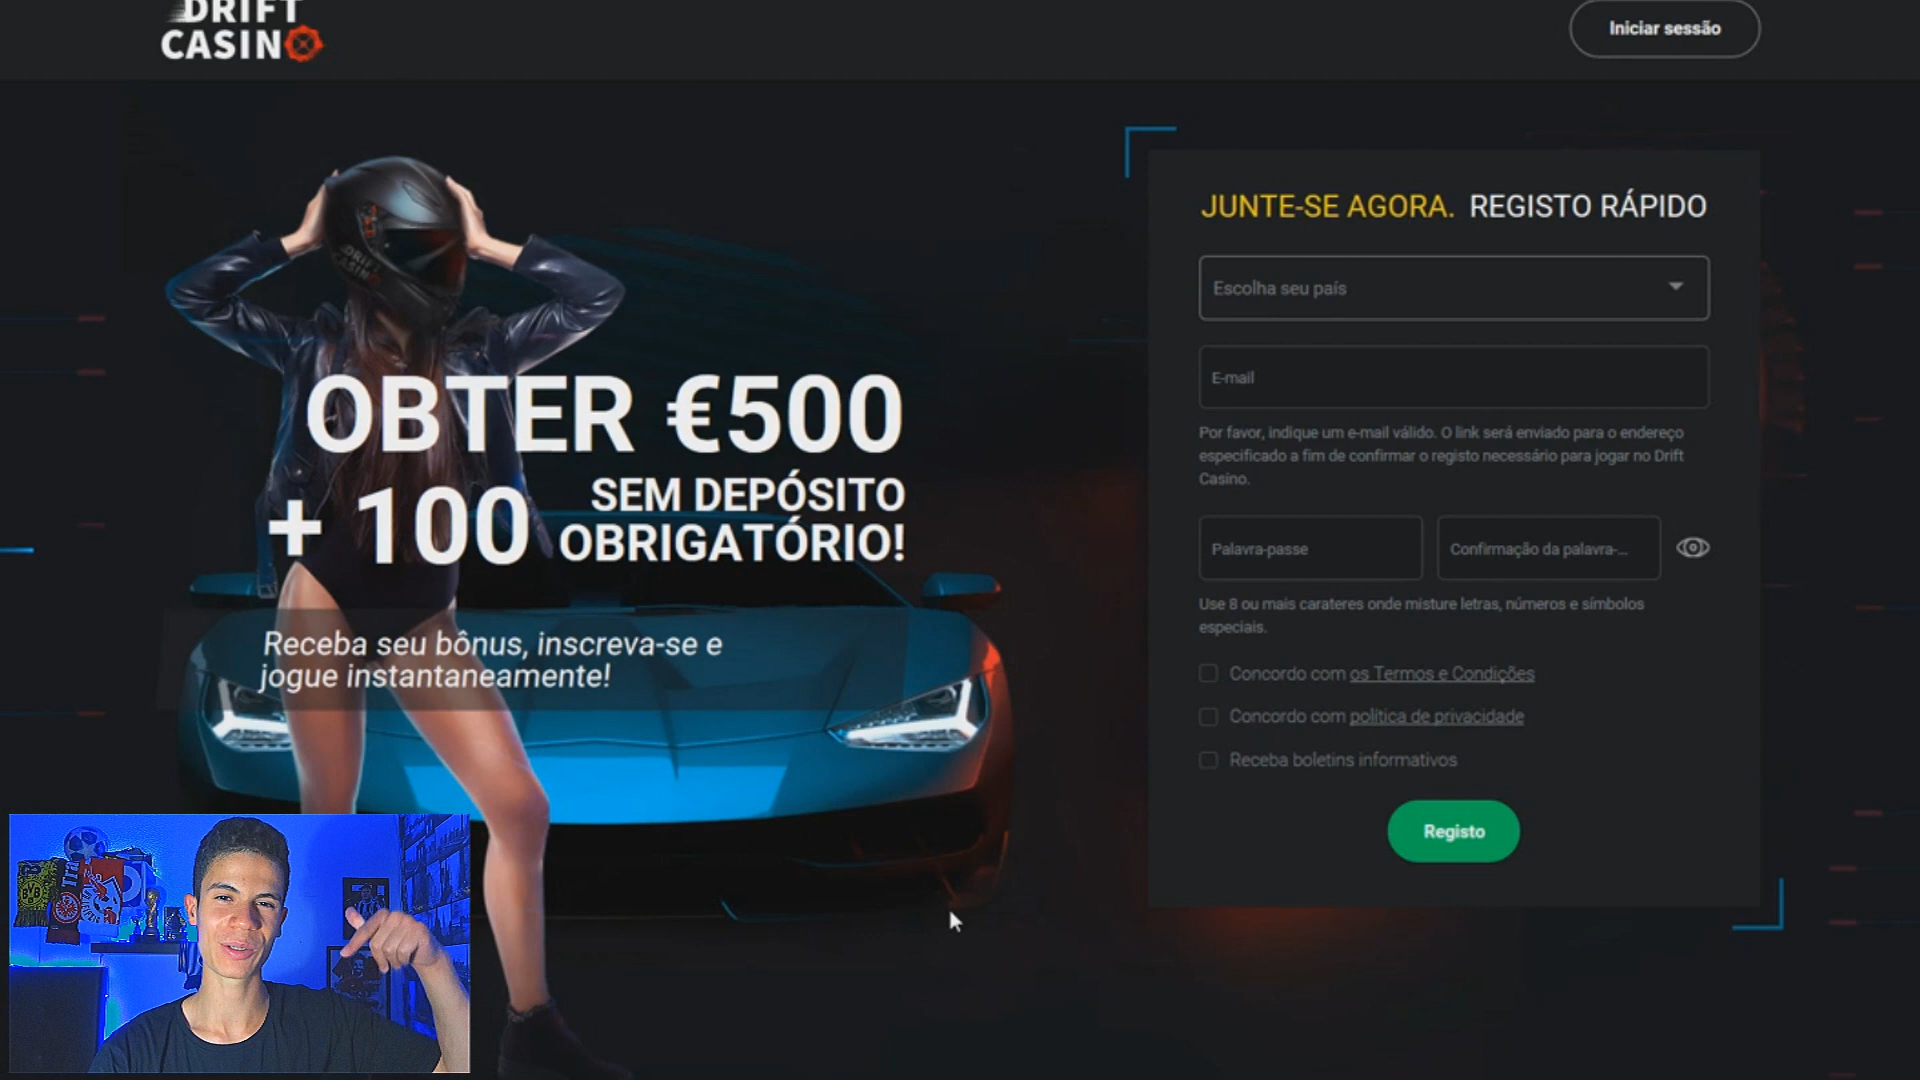 DRIFT
CASINO
Iniciar sessão
JUNTE-SE AGORA. REGISTO RÁPIDO
Escolha seu país
E-mail
Por favor, indique um e-mail válido. O link será enviado para o endereço
especificado a fim de confirmar o registo necessário para jogar no Drift
Casino.
Palavra-passe
Confirmação da palavra-...
Use 8 ou mais carateres onde misture letras, números e símbolos
especiais.
Concordo com os Termos e Condições
Concordo com política de privacidade
Receba boletins informativos
Registo
DRIFT
CASINO
OBTER €500
+ 100 SEM DEPÓSITO
OBRIGATÓRIO!
Receba seu bônus, inscreva-se e
jogue instantaneamente!
BVB